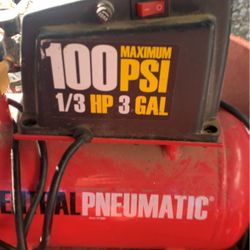 MAXIMUM
100 PSI
1/3 HP 3 GAL
PNEUMATIC®